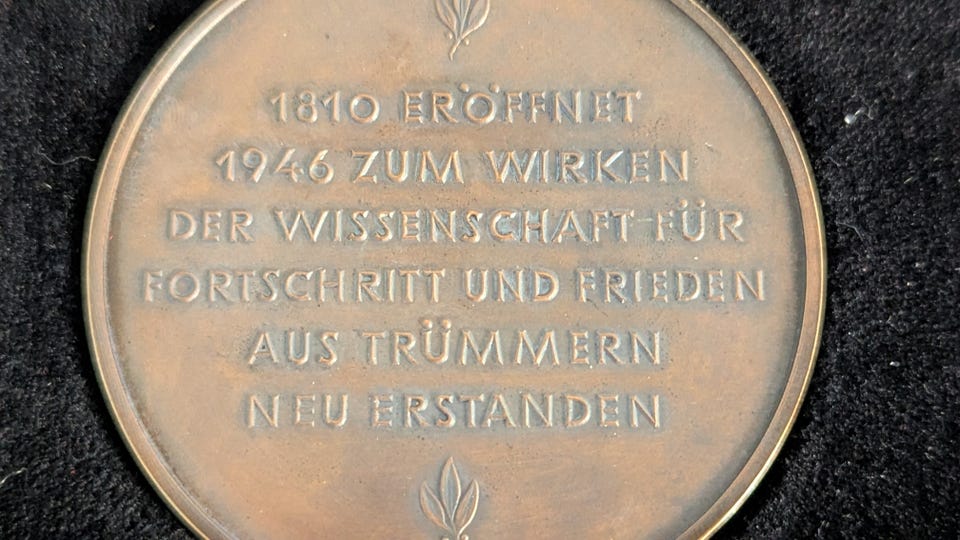 1810 ERÖFFNET
1946 ZUM WIRKEN
DER WISSENSCHAFT FÜR
FORTSCHRITT UND FRIEDEN
AUS TRÜMMERN
NEU ERSTANDEN